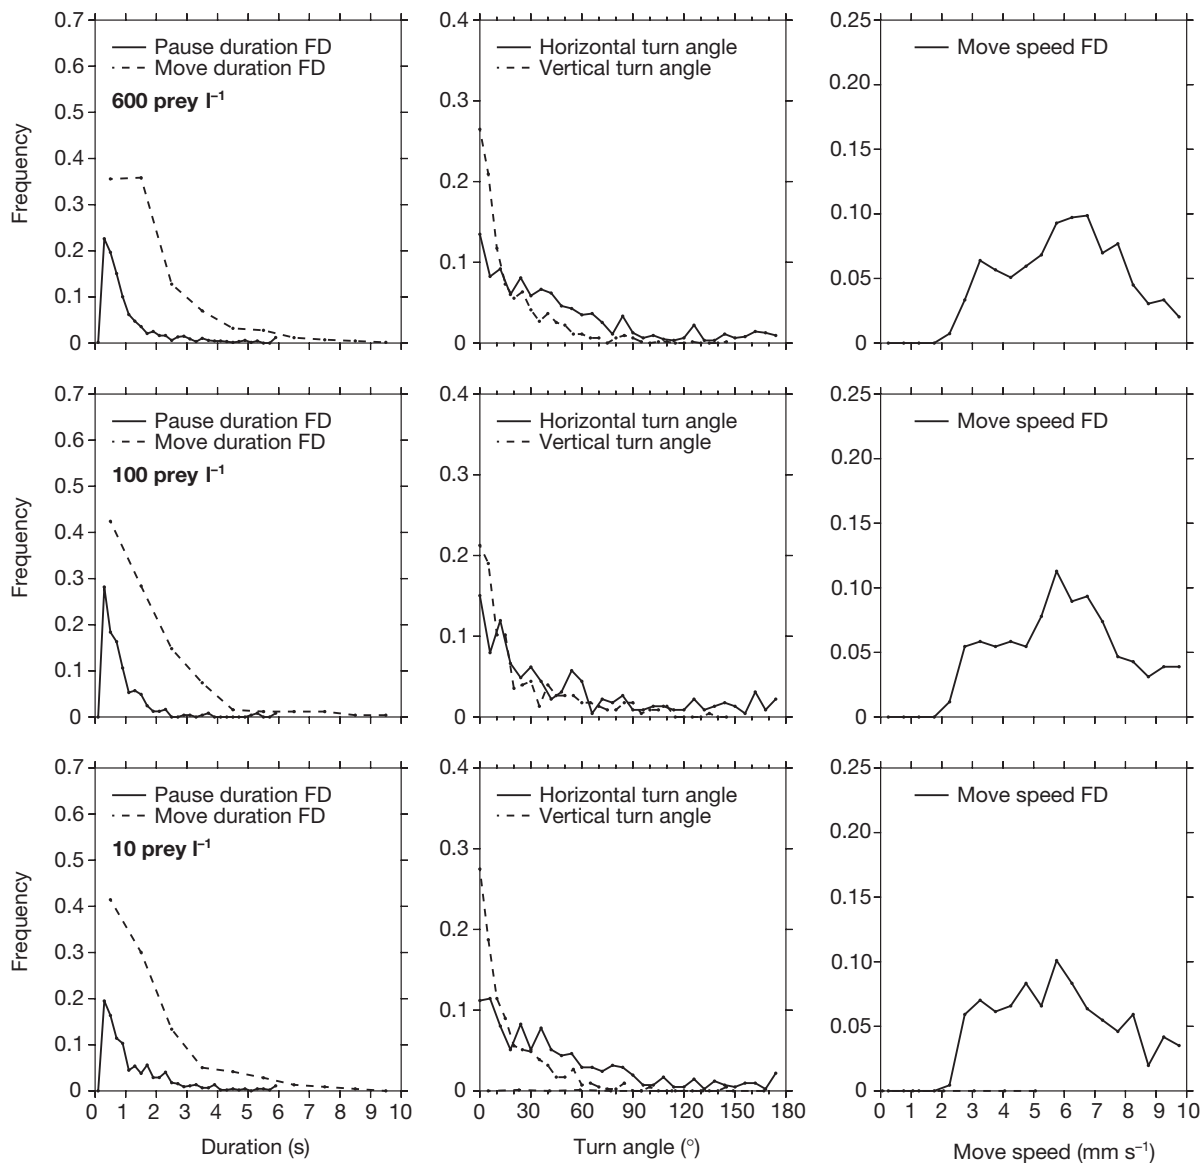 0.7
0.6
0.5
0.4
0.3
0.2
0.1
0
Frequency
Pause duration FD
Move duration FD
600 prey l⁻¹
0.4
0.3
0.2
0.1
0
Horizontal turn angle
Vertical turn angle
0.25
0.20
0.15
0.10
0.05
0
Move speed FD
0.7
0.6
0.5
0.4
0.3
0.2
0.1
0
Frequency
Pause duration FD
Move duration FD
100 prey l⁻¹
0.4
0.3
0.2
0.1
0
Horizontal turn angle
Vertical turn angle
0.25
0.20
0.15
0.10
0.05
0
Move speed FD
0.7
0.6
0.5
0.4
0.3
0.2
0.1
0
Frequency
Pause duration FD
Move duration FD
10 prey l⁻¹
0 1 2 3 4 5 6 7 8 9 10
Duration (s)
0.4
0.3
0.2
0.1
0
Horizontal turn angle
Vertical turn angle
0 30 60 90 120 150 180
Turn angle (°)
0.25
0.20
0.15
0.10
0.05
0
Move speed FD
0 1 2 3 4 5 6 7 8 9 10
Move speed (mm s⁻¹)